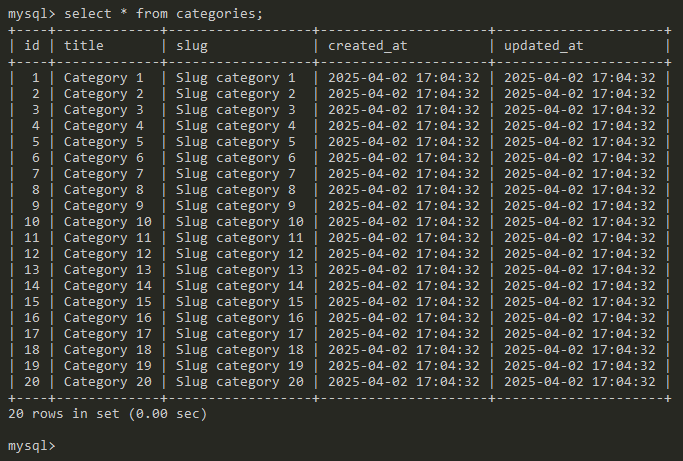 mysql> select * from categories;
+----+-------------+------------------+---------------------+---------------------+
| id | title       | slug             | created_at          | updated_at          |
+----+-------------+------------------+---------------------+---------------------+
|  1 | Category 1  | Slug category 1  | 2025-04-02 17:04:32 | 2025-04-02 17:04:32 |
|  2 | Category 2  | Slug category 2  | 2025-04-02 17:04:32 | 2025-04-02 17:04:32 |
|  3 | Category 3  | Slug category 3  | 2025-04-02 17:04:32 | 2025-04-02 17:04:32 |
|  4 | Category 4  | Slug category 4  | 2025-04-02 17:04:32 | 2025-04-02 17:04:32 |
|  5 | Category 5  | Slug category 5  | 2025-04-02 17:04:32 | 2025-04-02 17:04:32 |
|  6 | Category 6  | Slug category 6  | 2025-04-02 17:04:32 | 2025-04-02 17:04:32 |
|  7 | Category 7  | Slug category 7  | 2025-04-02 17:04:32 | 2025-04-02 17:04:32 |
|  8 | Category 8  | Slug category 8  | 2025-04-02 17:04:32 | 2025-04-02 17:04:32 |
|  9 | Category 9  | Slug category 9  | 2025-04-02 17:04:32 | 2025-04-02 17:04:32 |
| 10 | Category 10 | Slug category 10 | 2025-04-02 17:04:32 | 2025-04-02 17:04:32 |
| 11 | Category 11 | Slug category 11 | 2025-04-02 17:04:32 | 2025-04-02 17:04:32 |
| 12 | Category 12 | Slug category 12 | 2025-04-02 17:04:32 | 2025-04-02 17:04:32 |
| 13 | Category 13 | Slug category 13 | 2025-04-02 17:04:32 | 2025-04-02 17:04:32 |
| 14 | Category 14 | Slug category 14 | 2025-04-02 17:04:32 | 2025-04-02 17:04:32 |
| 15 | Category 15 | Slug category 15 | 2025-04-02 17:04:32 | 2025-04-02 17:04:32 |
| 16 | Category 16 | Slug category 16 | 2025-04-02 17:04:32 | 2025-04-02 17:04:32 |
| 17 | Category 17 | Slug category 17 | 2025-04-02 17:04:32 | 2025-04-02 17:04:32 |
| 18 | Category 18 | Slug category 18 | 2025-04-02 17:04:32 | 2025-04-02 17:04:32 |
| 19 | Category 19 | Slug category 19 | 2025-04-02 17:04:32 | 2025-04-02 17:04:32 |
| 20 | Category 20 | Slug category 20 | 2025-04-02 17:04:32 | 2025-04-02 17:04:32 |
+----+-------------+------------------+---------------------+---------------------+
20 rows in set (0.00 sec)
mysql>